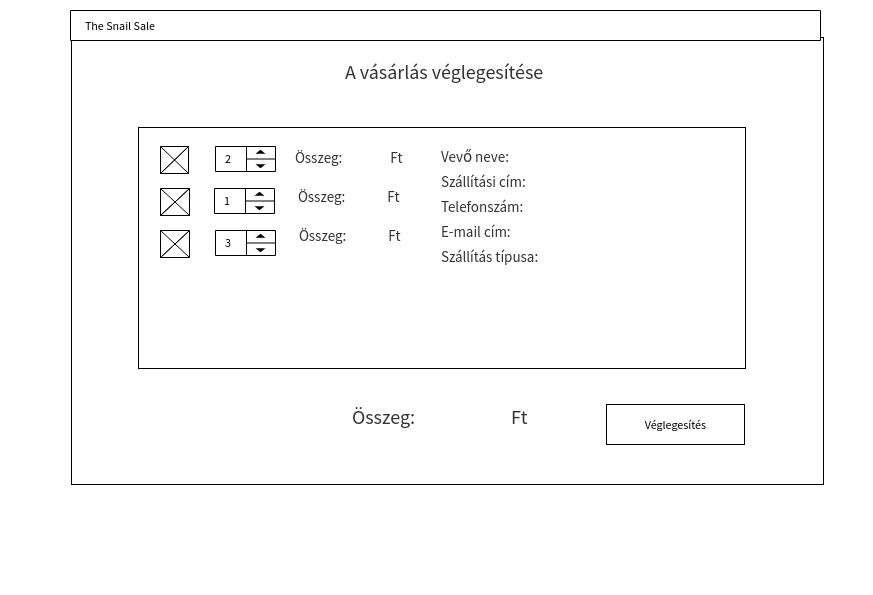 The Snail Sale
A vásárlás véglegesítése
2 Összeg: Ft
1 Összeg: Ft
3 Összeg: Ft
Vevő neve:
Szállítási cím:
Telefonszám:
E-mail cím:
Szállítás típusa:
Összeg: Ft
Véglegesítés